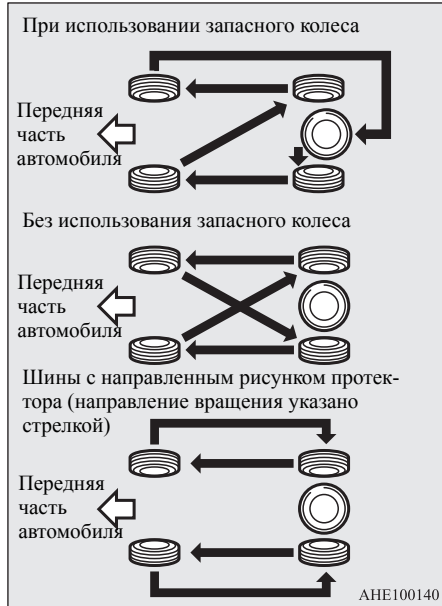 При использовании запасного колеса
Передняя
часть
автомобиля
Без использования запасного колеса
Передняя
часть
автомобиля
Шины с направленным рисунком протек-
тора (направление вращения указано
стрелкой)
Передняя
часть
автомобиля
AHE100140